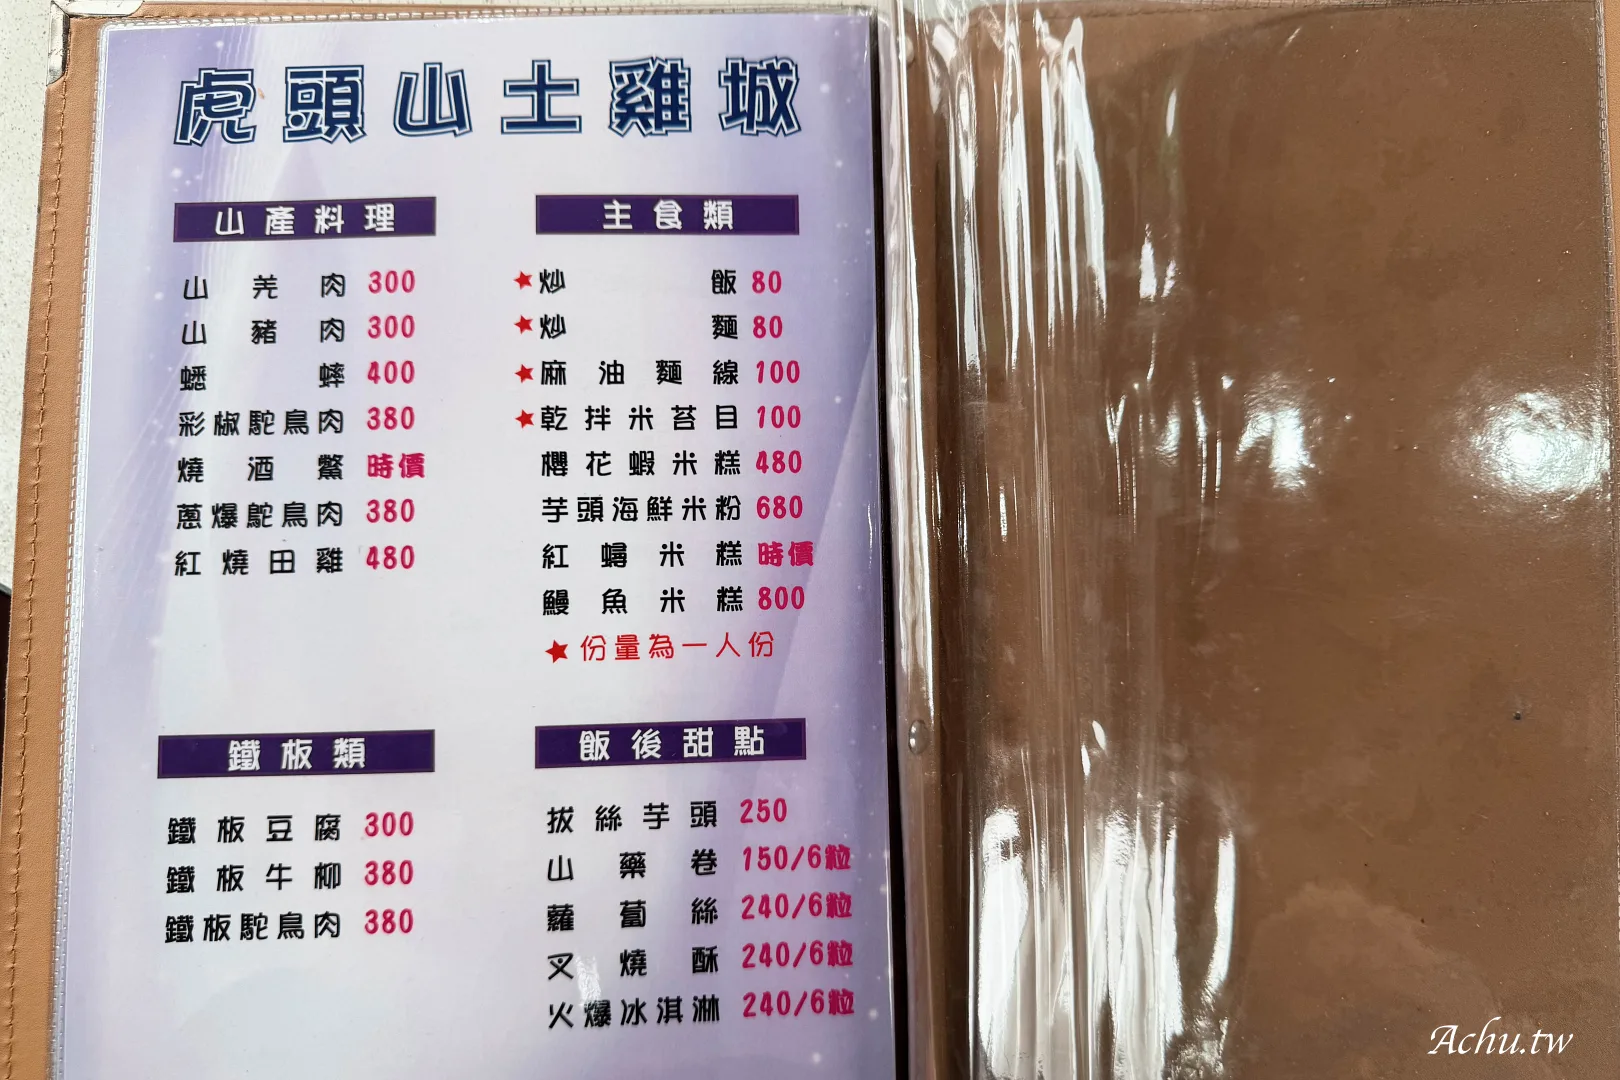 虎頭山土雞城
山產料理
山羌肉 300
山豬肉 300
蟠蟀 400
彩椒駝鳥肉 380
燒酒鱉 時價
蔥爆鴕鳥肉 380
紅燒田雞 480
主食類
★炒飯 80
★炒麵 80
★麻油麵線 100
★乾拌米苔目 100
櫻花蝦米糕 480
芋頭海鮮米粉 680
紅蟳米糕 時價
鰻魚米糕 800
★份量為一人份
鐵板類
鐵板豆腐 300
鐵板牛柳 380
鐵板駝鳥肉 380
飯後甜點
拔絲芋頭 250
山藥卷 150/6粒
蘿蔔絲 240/6粒
叉燒酥 240/6粒
火爆冰淇淋 240/6粒
Achu.tw